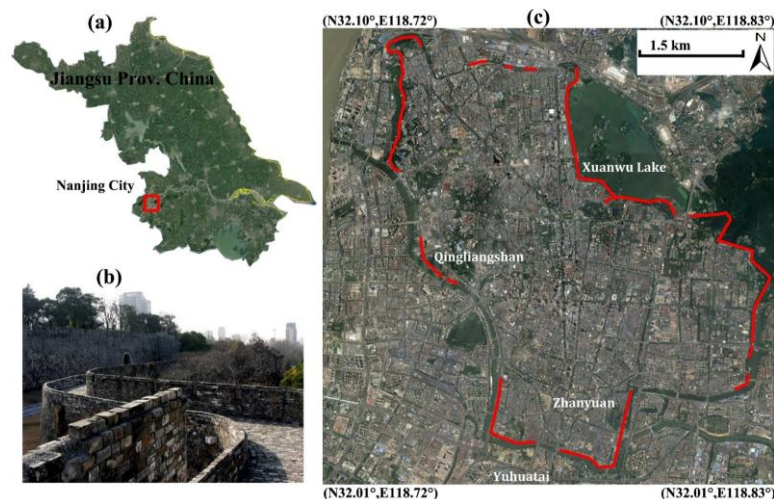 (a)
Jiangsu Prov. China
Nanjing City
(b)
(N32.10°,E118.72°)
(c)
(N32.10°,E118.83°)
1.5 km
N
Xuanwu Lake
Qingliangshan
Zhanyuan
Yuhuatai
(N32.01°,E118.72°)
(N32.01°,E118.83°)